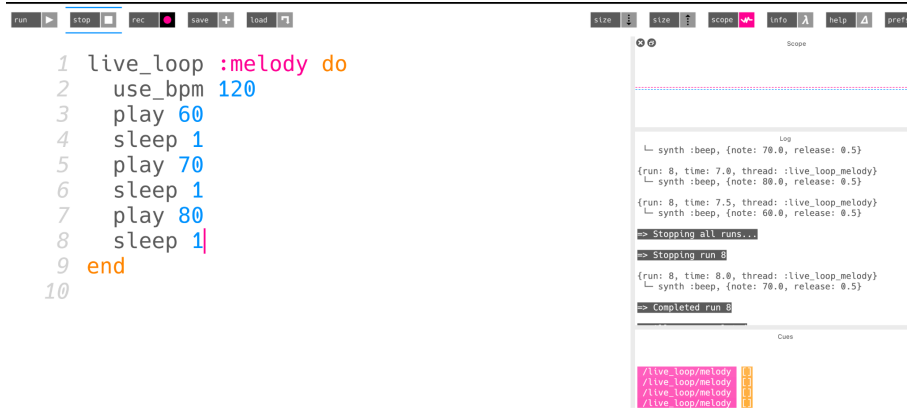 run stop rec save load size size scope info help prefs
1 live_loop :melody do
2 use_bpm 120
3 play 60
4 sleep 1
5 play 70
6 sleep 1
7 play 80
8 sleep 1
9 end
10
Scope
Log
└─ synth :beep, {note: 70.0, release: 0.5}
{run: 8, time: 7.0, thread: :live_loop_melody}
└─ synth :beep, {note: 80.0, release: 0.5}
{run: 8, time: 7.5, thread: :live_loop_melody}
└─ synth :beep, {note: 60.0, release: 0.5}
=> Stopping all runs...
=> Stopping run 8
{run: 8, time: 8.0, thread: :live_loop_melody}
└─ synth :beep, {note: 70.0, release: 0.5}
=> Completed run 8
Cues
/live_loop/melody []
/live_loop/melody []
/live_loop/melody []
/live_loop/melody []